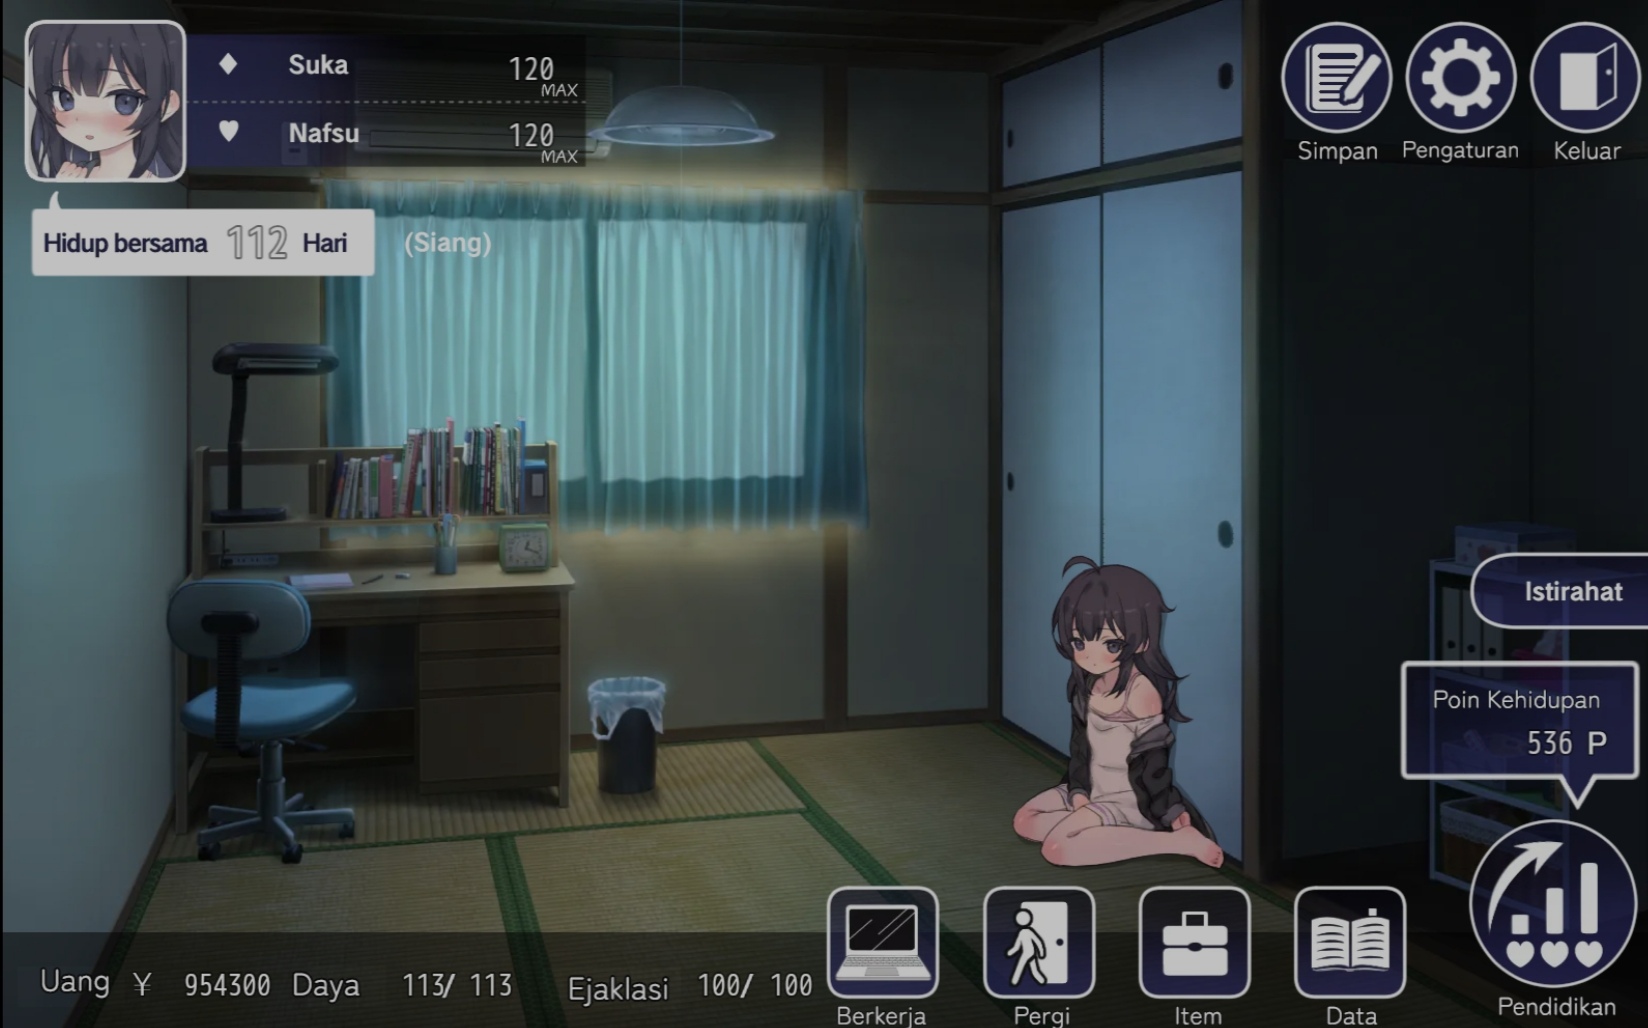 Suka 120
MAX
Nafsu 120
MAX
Hidup bersama 112 Hari (Siang)
Simpan Pengaturan Keluar
Istirahat
Poin Kehidupan
536 P
Uang ¥ 954300 Daya 113/ 113 Ejaklasi 100/ 100
Berkerja Pergi Item Data Pendidikan